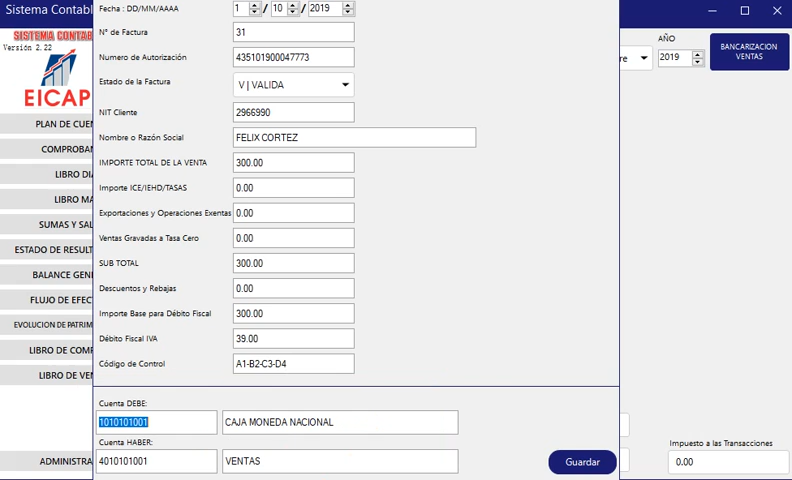 Sistema Contabl
SISTEMA CONTAB
Versión 2.22
EICAP
PLAN DE CUEN
COMPROBAN
LIBRO DIA
LIBRO MA
SUMAS Y SAL
ESTADO DE RESULT
BALANCE GENE
FLUJO DE EFEC
EVOLUCION DE PATRIM
LIBRO DE COMP
LIBRO DE VEN
ADMINISTRA
Fecha : DD/MM/AAAA 1 / 10 / 2019
N° de Factura 31
Numero de Autorización 435101900047773
Estado de la Factura V | VALIDA
NIT Cliente 2966990
Nombre o Razón Social FELIX CORTEZ
IMPORTE TOTAL DE LA VENTA 300.00
Importe ICE/IEHD/TASAS 0.00
Exportaciones y Operaciones Exentas 0.00
Ventas Gravadas a Tasa Cero 0.00
SUB TOTAL 300.00
Descuentos y Rebajas 0.00
Importe Base para Débito Fiscal 300.00
Débito Fiscal IVA 39.00
Código de Control A1-B2-C3-D4
Cuenta DEBE:
1010101001 CAJA MONEDA NACIONAL
Cuenta HABER:
4010101001 VENTAS
Guardar
re
AÑO
2019
BANCARIZACION
VENTAS
Impuesto a las Transacciones
0.00